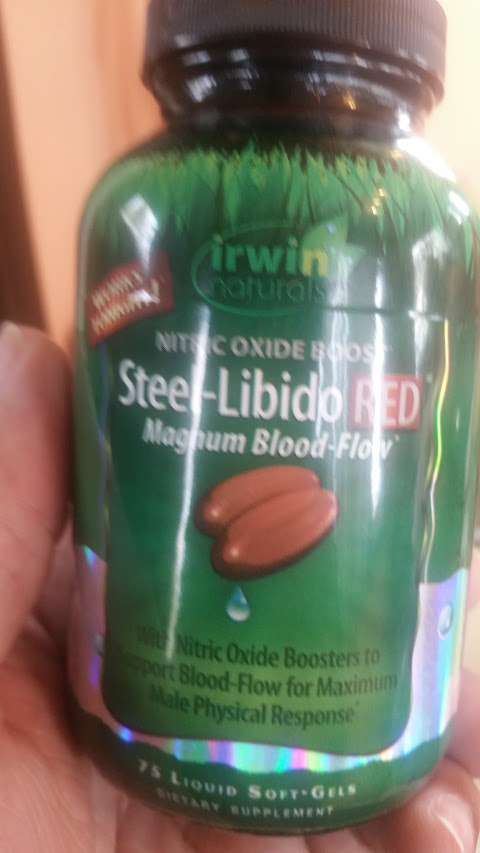 irwin
naturals
NITRIC OXIDE BOOST
Steel-Libido RED
Magnum Blood-Flow*
With Nitric Oxide Boosters to
Support Blood-Flow for Maximum
Male Physical Response*
75 LIQUID SOFT-GELS
DIETARY SUPPLEMENT